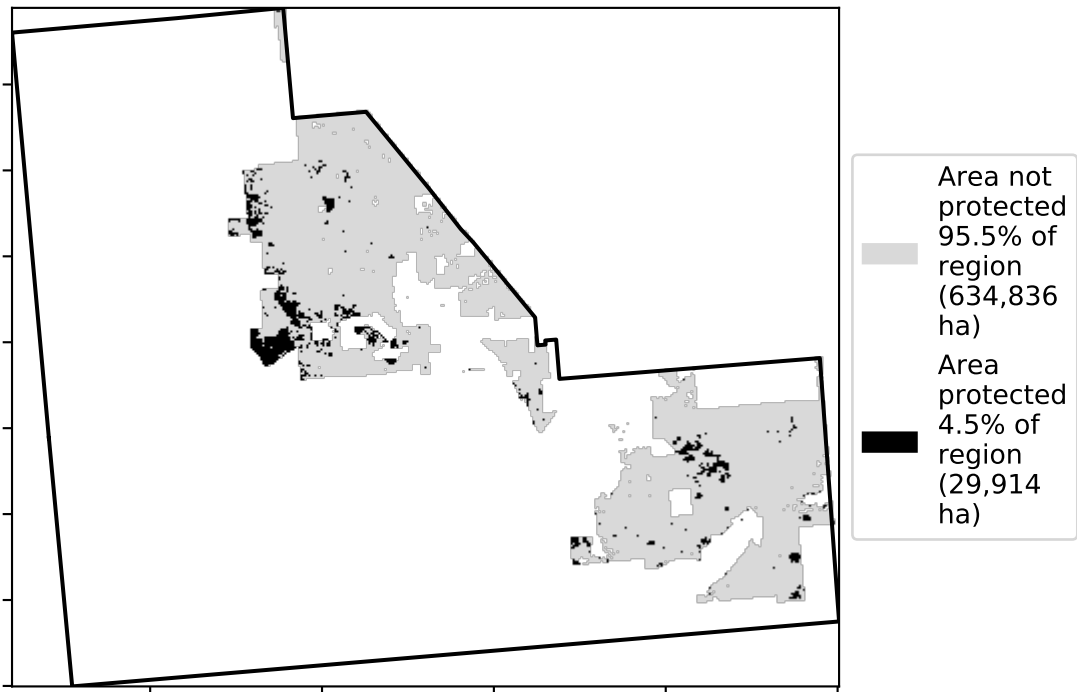 Area not
protected
95.5% of
region
(634,836
ha)
Area
protected
4.5% of
region
(29,914
ha)